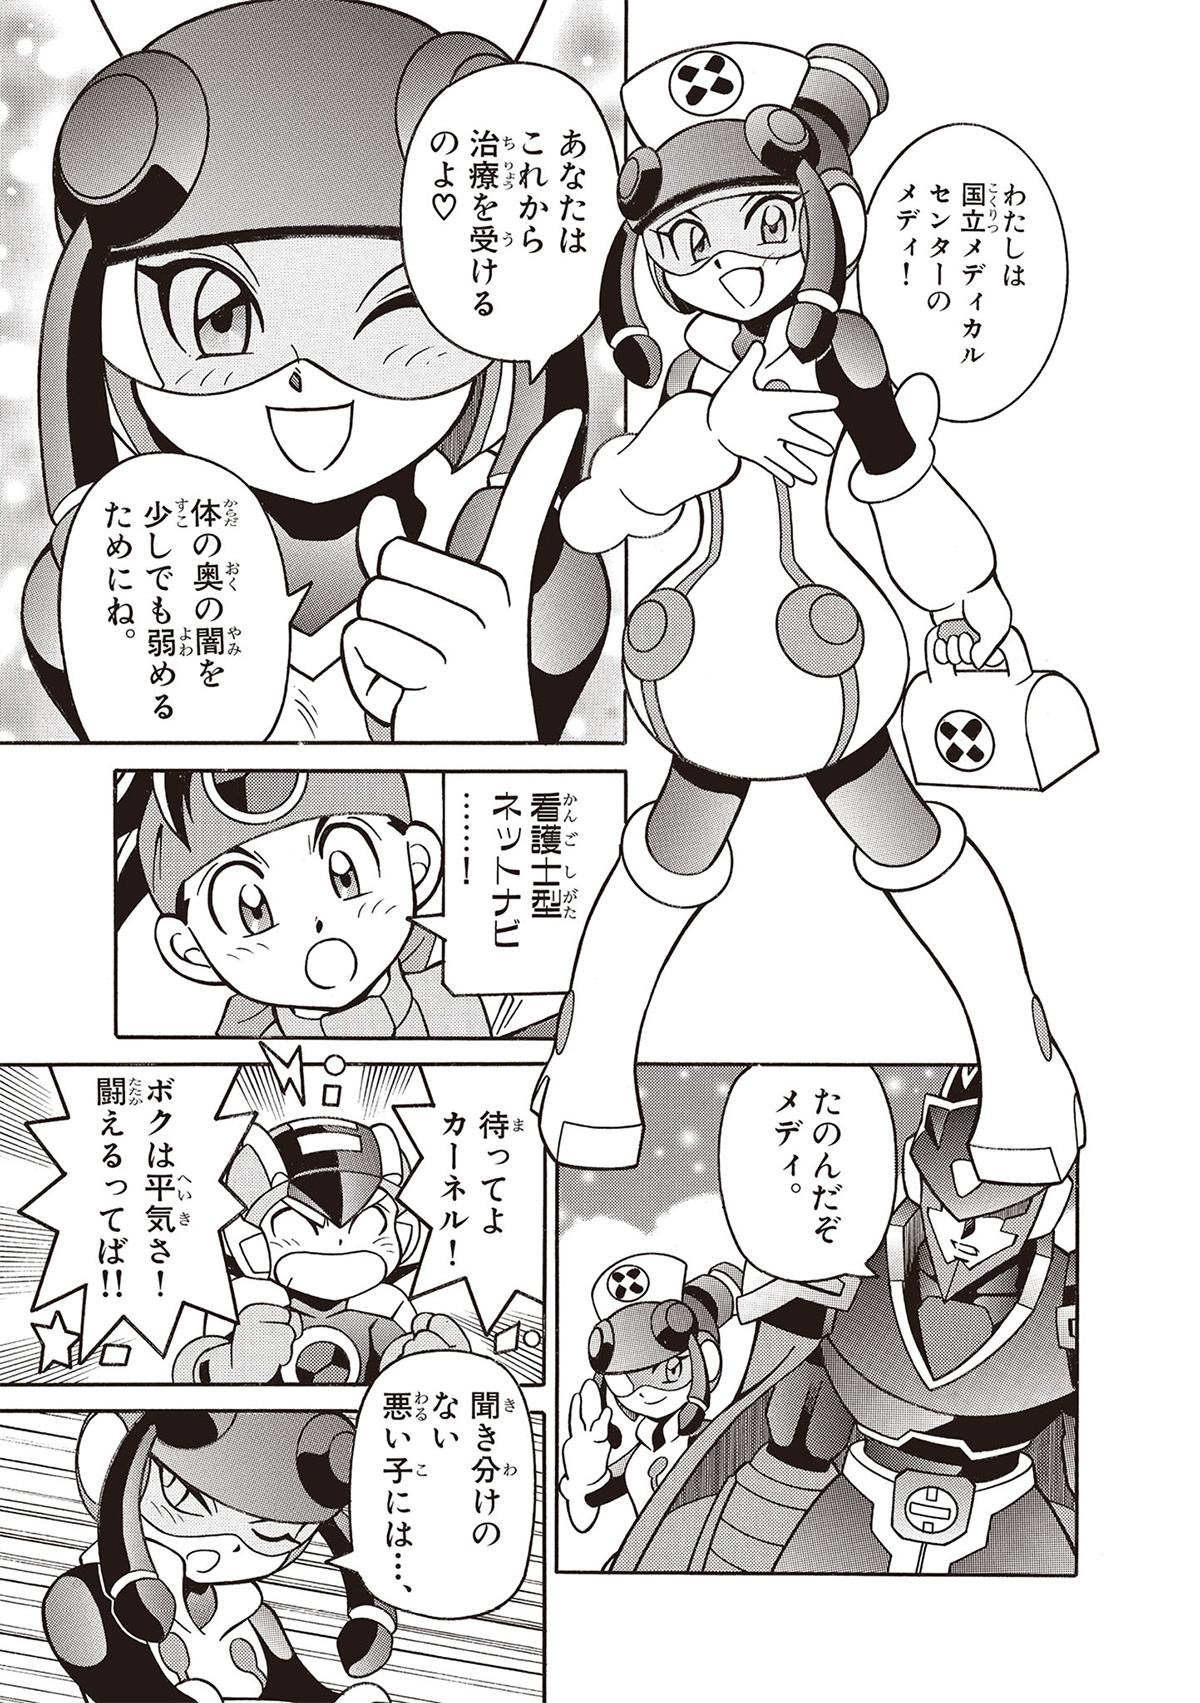 わたしは
国立メディカル
センターの
メディ！
あなたは
これから
治療を受ける
のよ♡
体の奥の闇を
少しでも弱める
ためにね。
看護士型
ネットナビ
……！
たのんだぞ
メディ。
待ってよ
カーネル！
ボクは平気さ！
闘えるってば!!
聞き分けの
ない
悪い子には…、